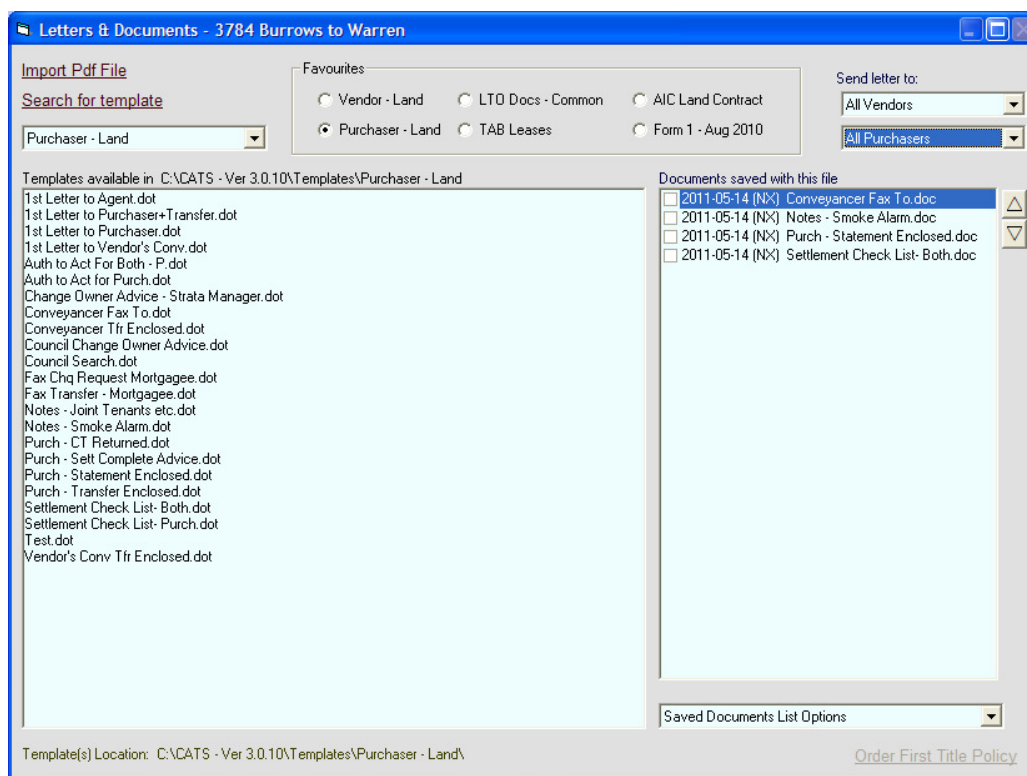 Letters & Documents - 3784 Burrows to Warren
Import Pdf File
Search for template
Purchaser - Land
Favourites
Vendor - Land
LTO Docs - Common
AIC Land Contract
Purchaser - Land
TAB Leases
Form 1 - Aug 2010
Send letter to:
All Vendors
All Purchasers
Templates available in C:\CATS - Ver 3.0.10\Templates\Purchaser - Land
1st Letter to Agent.dot
1st Letter to Purchaser+Transfer.dot
1st Letter to Purchaser.dot
1st Letter to Vendor's Conv.dot
Auth to Act For Both - P.dot
Auth to Act for Purch.dot
Change Owner Advice - Strata Manager.dot
Conveyancer Fax To.dot
Conveyancer Tfr Enclosed.dot
Council Change Owner Advice.dot
Council Search.dot
Fax Chq Request Mortgagee.dot
Fax Transfer - Mortgagee.dot
Notes - Joint Tenants etc.dot
Notes - Smoke Alarm.dot
Purch - CT Returned.dot
Purch - Sett Complete Advice.dot
Purch - Statement Enclosed.dot
Purch - Transfer Enclosed.dot
Settlement Check List- Both.dot
Settlement Check List- Purch.dot
Test.dot
Vendor's Conv Tfr Enclosed.dot
Documents saved with this file
2011-05-14 (NX) Conveyancer Fax To.doc
2011-05-14 (NX) Notes - Smoke Alarm.doc
2011-05-14 (NX) Purch - Statement Enclosed.doc
2011-05-14 (NX) Settlement Check List- Both.doc
Saved Documents List Options
Template(s) Location: C:\CATS - Ver 3.0.10\Templates\Purchaser - Land\
Order First Title Policy